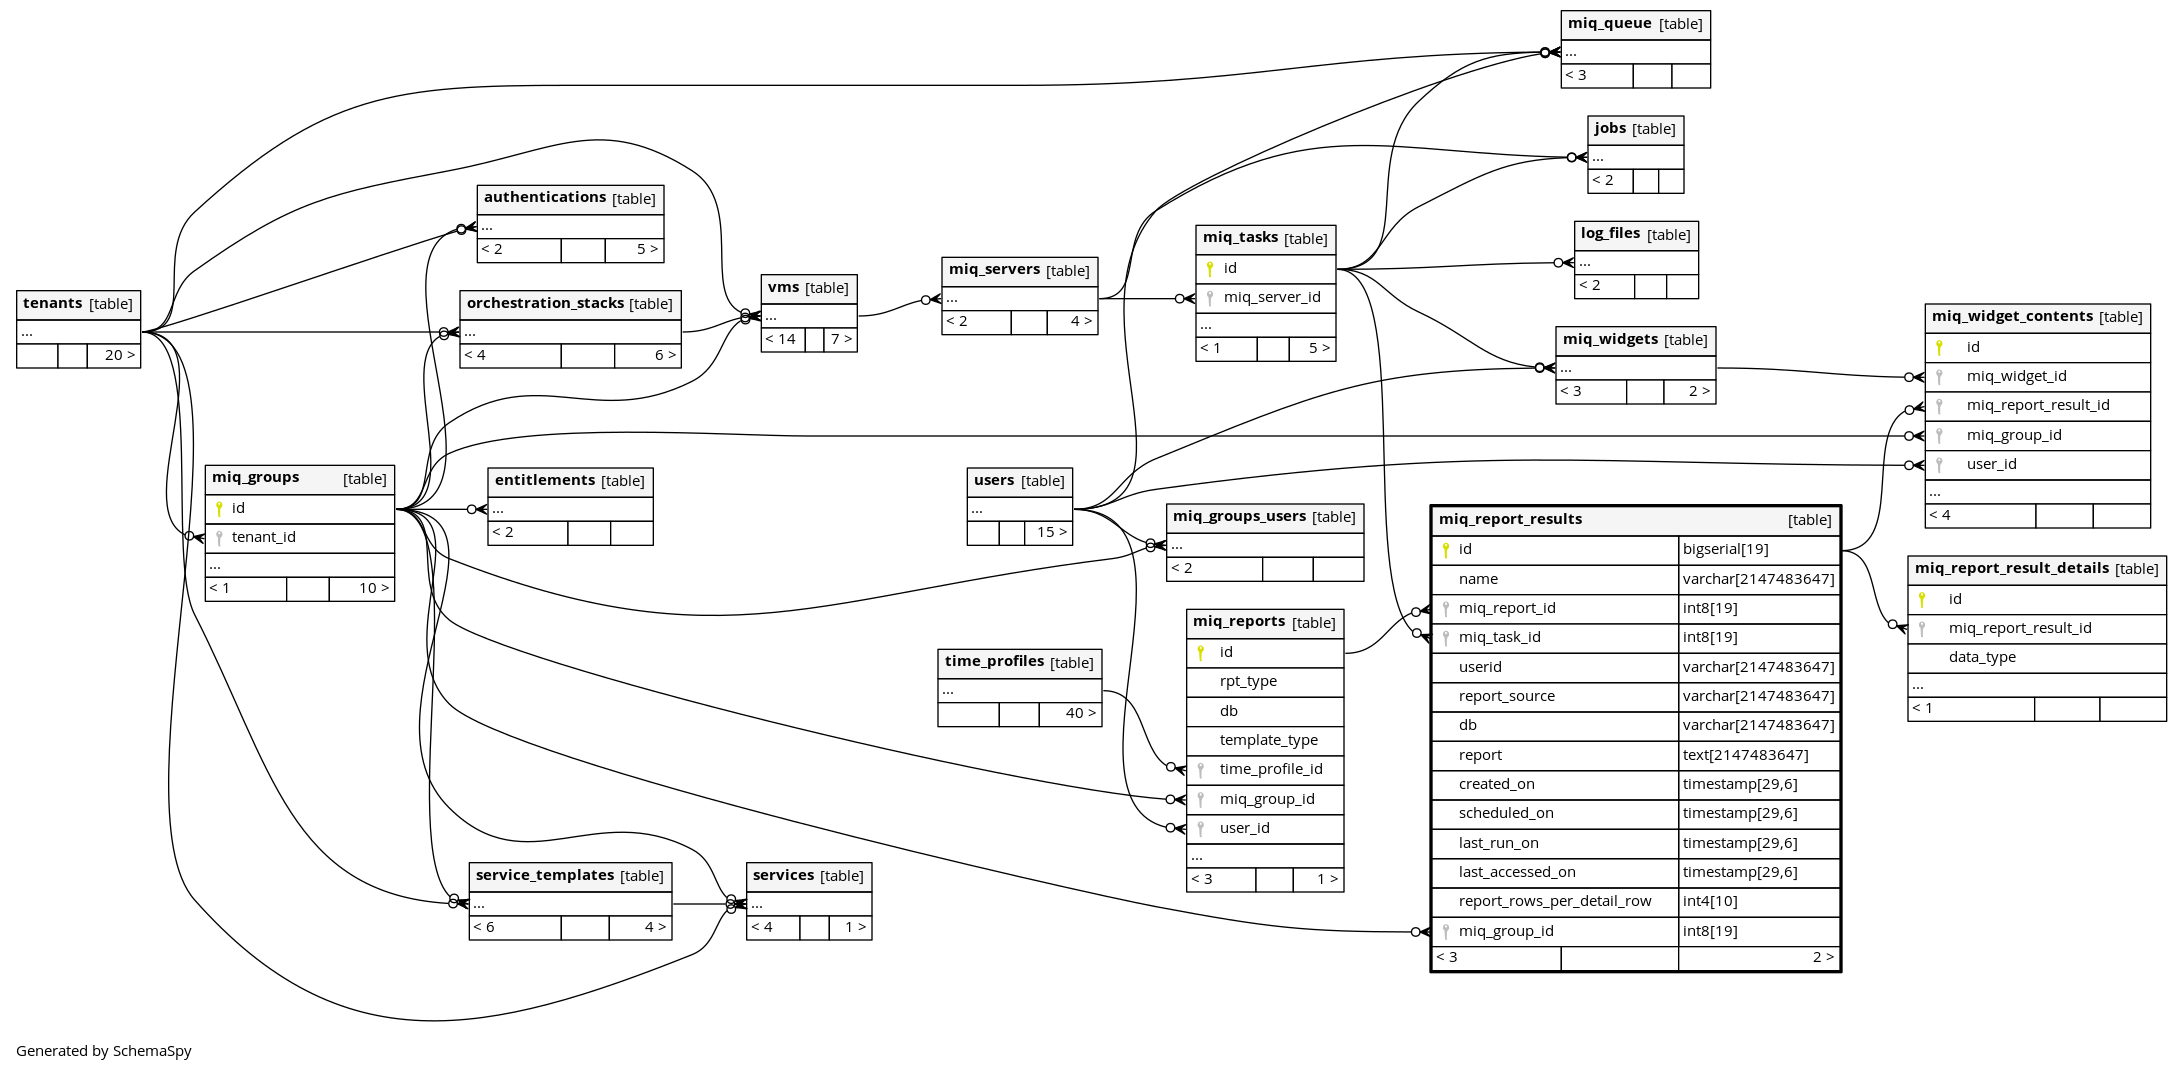 miq_queue [table]
...
< 3
jobs [table]
...
< 2
authentications [table]
...
< 2 5 >
log_files [table]
...
< 2
miq_tasks [table]
id
miq_server_id
...
< 1 5 >
miq_servers [table]
...
< 2 4 >
vms [table]
...
< 14 7 >
tenants [table]
...
20 >
orchestration_stacks [table]
...
< 4 6 >
miq_widgets [table]
...
< 3 2 >
miq_widget_contents [table]
id
miq_widget_id
miq_report_result_id
miq_group_id
user_id
...
< 4
miq_groups [table]
id
tenant_id
...
< 1 10 >
entitlements [table]
...
< 2
users [table]
...
15 >
miq_groups_users [table]
...
< 2
miq_report_results [table]
id bigserial[19]
name varchar[2147483647]
miq_report_id int8[19]
miq_task_id int8[19]
userid varchar[2147483647]
report_source varchar[2147483647]
db varchar[2147483647]
report text[2147483647]
created_on timestamp[29,6]
scheduled_on timestamp[29,6]
last_run_on timestamp[29,6]
last_accessed_on timestamp[29,6]
report_rows_per_detail_row int4[10]
miq_group_id int8[19]
< 3 2 >
miq_report_result_details [table]
id
miq_report_result_id
data_type
...
< 1
miq_reports [table]
id
rpt_type
db
template_type
time_profile_id
miq_group_id
user_id
...
< 3 1 >
time_profiles [table]
...
40 >
service_templates [table]
...
< 6 4 >
services [table]
...
< 4 1 >
Generated by SchemaSpy